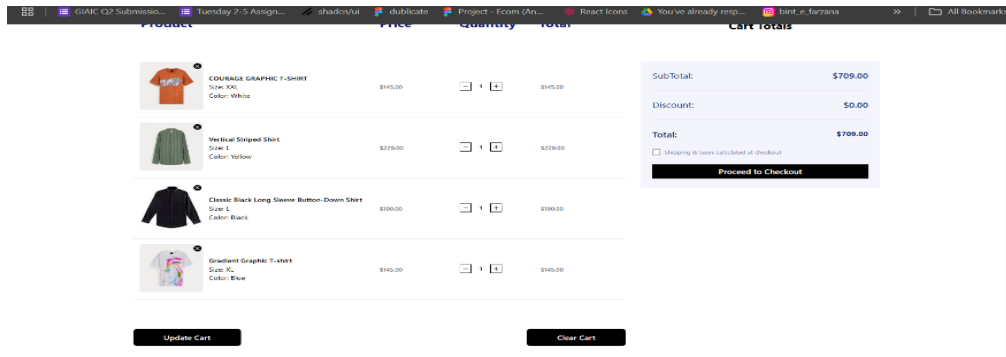 GIAIC Q2 Submissio...
Tuesday 2-5 Assign...
shadcn/ui
dublicate
Project - Ecom (An...
React Icons
You've already resp...
bint_e_farzana
»
All Bookmarks
Product Price Quantity Total
Cart Totals
COURAGE GRAPHIC T-SHIRT
Size: XXL
Color: White
$145.00 − 1 + $145.00
Vertical Striped Shirt
Size: L
Color: Yellow
− 1 +
Classic Black Long Sleeve Button-Down Shirt
Size: L
Color: Black
$190.00 − 1 + $190.00
Gradient Graphic T-shirt
Size: XL
Color: Blue
$145.00 − 1 + $145.00
SubTotal: $709.00
Discount: $0.00
Total: $709.00
Shipping & taxes calculated at checkout
Proceed to Checkout
Update Cart
Clear Cart